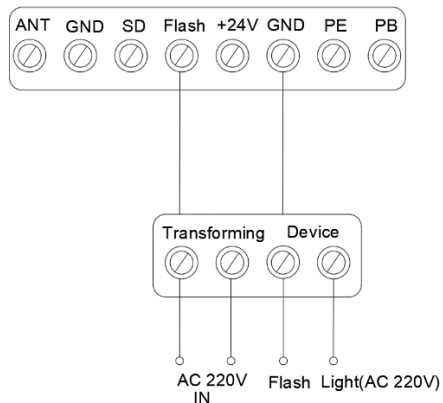 ANT GND SD Flash +24V GND PE PB
Transforming Device
AC 220V Flash Light(AC 220V)
IN